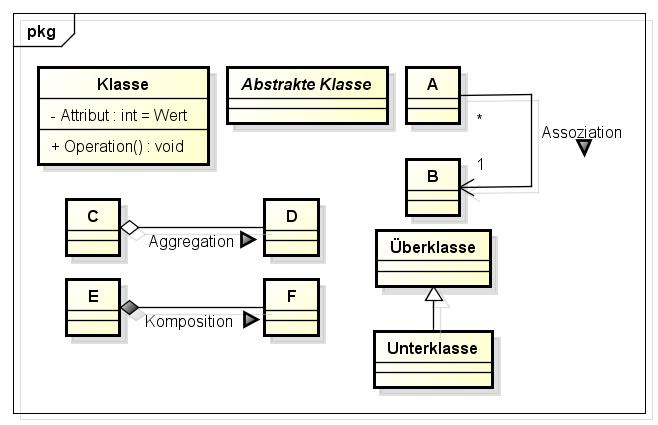 pkg
Klasse
- Attribut : int = Wert
+ Operation() : void
Abstrakte Klasse
A
*
Assoziation
1
B
C
Aggregation
D
Überklasse
E
Komposition
F
Unterklasse